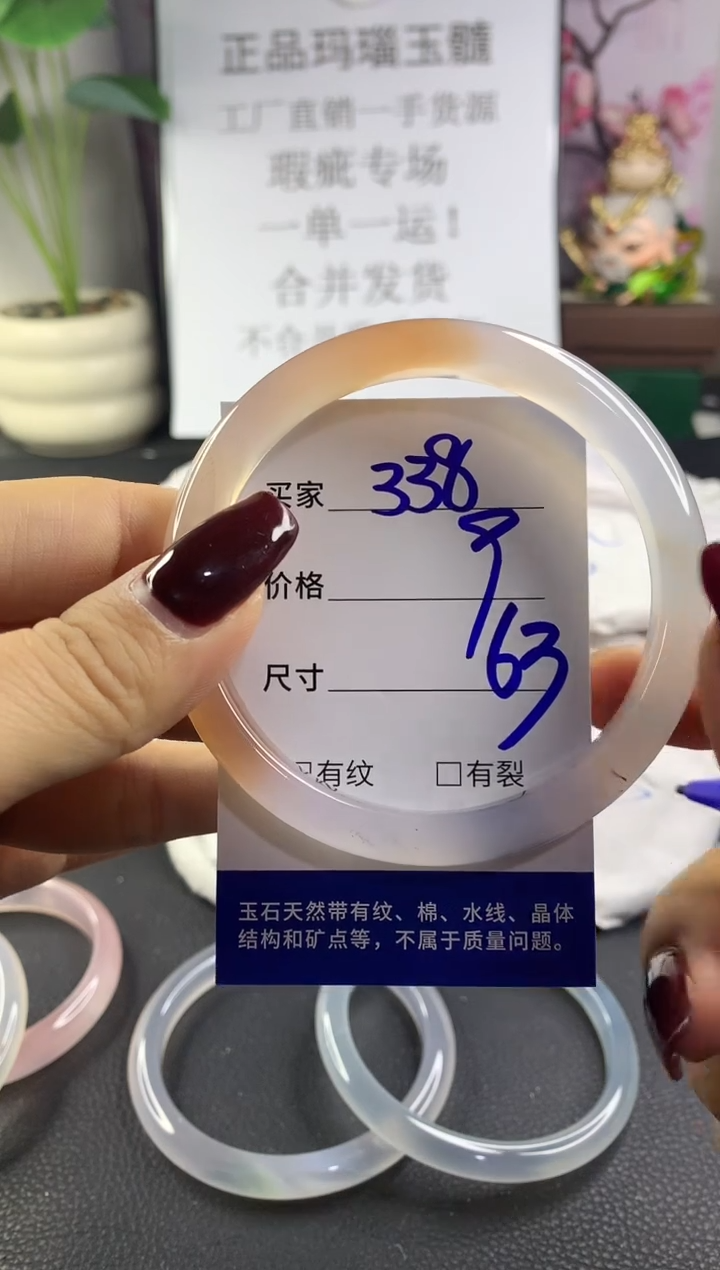 正品玛瑙玉髓
工厂直销一手货源
瑕疵专场
一单一运！
合并发货
买家 338
价格 9
尺寸 63
有纹 □有裂
玉石天然带有纹、棉、水线、晶体
结构和矿点等，不属于质量问题。